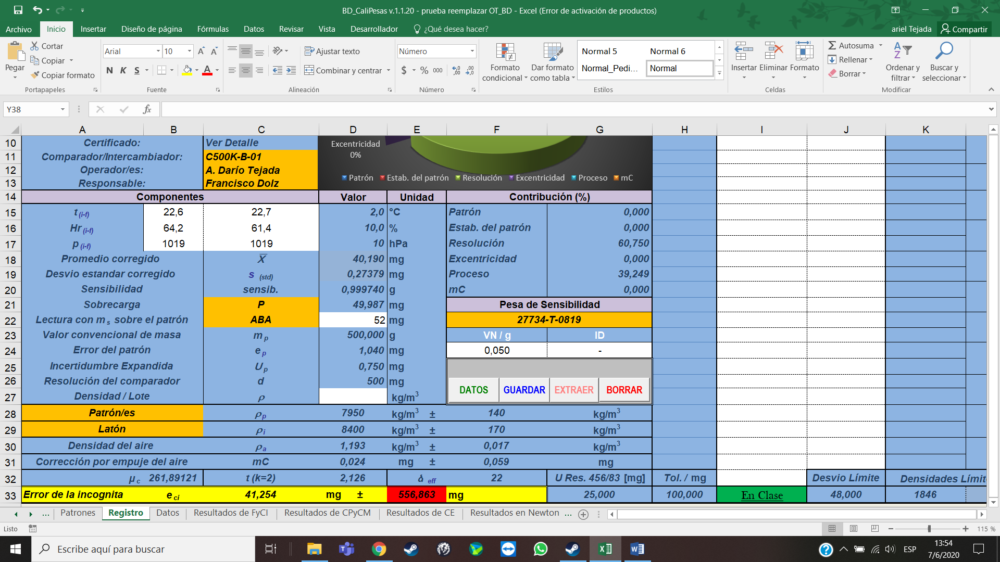 BD_CaliPesas v.1.1.20 - prueba reemplazar OT_BD - Excel (Error de activación de productos)
Archivo Inicio Insertar Diseño de página Fórmulas Datos Revisar Vista Desarrollador ¿Qué desea hacer? ariel Tejada Compartir
Pegar
Cortar
Copiar
Copiar formato
Portapapeles
Arial 10 A A
N K S A
Fuente
Ajustar texto
Combinar y centrar
Alineación
Número
$ % 000
Número
Formato condicional
Dar formato como tabla
Normal 5 Normal 6
Normal_Pedi... Normal
Estilos
Insertar Eliminar Formato
Celdas
Autosuma
Rellenar
Borrar
Ordenar y filtrar
Buscar y seleccionar
Modificar
Y38 fx
A B C D E F G H I J K
10 Certificado: Ver Detalle
Excentricidad
0%
11 Comparador/Intercambiador: C500K-B-01
12 Operador/es: A. Darío Tejada
13 Responsable: Francisco Dolz
Patrón Estab. del patrón Resolución Excentricidad Proceso mC
14 Componentes Valor Unidad Contribución (%)
15 t (i-f) 22,6 22,7 2,0 °C Patrón 0,000
16 Hr (i-f) 64,2 61,4 10,0 % Estab. del patrón 0,000
17 p (i-f) 1019 1019 10 hPa Resolución 60,750
18 Promedio corregido X̅ 40,190 mg Excentricidad 0,000
19 Desvio estandar corregido s (std) 0,27379 mg Proceso 39,249
20 Sensibilidad sensib. 0,999740 g mC 0,000
21 Sobrecarga P 49,987 mg Pesa de Sensibilidad
22 Lectura con m s sobre el patrón ABA 52 mg 27734-T-0819
23 Valor convencional de masa m p 500,000 g VN / g ID
24 Error del patrón e p 1,040 mg 0,050 -
25 Incertidumbre Expandida U p 0,750 mg
26 Resolución del comparador d 500 mg
DATOS GUARDAR EXTRAER BORRAR
27 Densidad / Lote ρ kg/m³
28 Patrón/es ρ p 7950 kg/m³ ± 140 kg/m³
29 Latón ρ i 8400 kg/m³ ± 170 kg/m³
30 Densidad del aire ρ a 1,193 kg/m³ ± 0,017 kg/m³
31 Corrección por empuje del aire mC 0,024 mg ± 0,059 mg
32 μ c 261,89121 t (k=2) 2,126 δ eff 22 U Res. 456/83 [mg] Tol. / mg Desvio Límite Densidades Límit
33 Error de la incognita e ci 41,254 mg ± 556,863 mg 25,000 100,000 En Clase 48,000 1846
... Patrones Registro Datos Resultados de FyCI Resultados de CPyCM Resultados de CE Resultados en Newton ...
Listo 115 %
Escribe aquí para buscar
ESP
13:54
7/6/2020